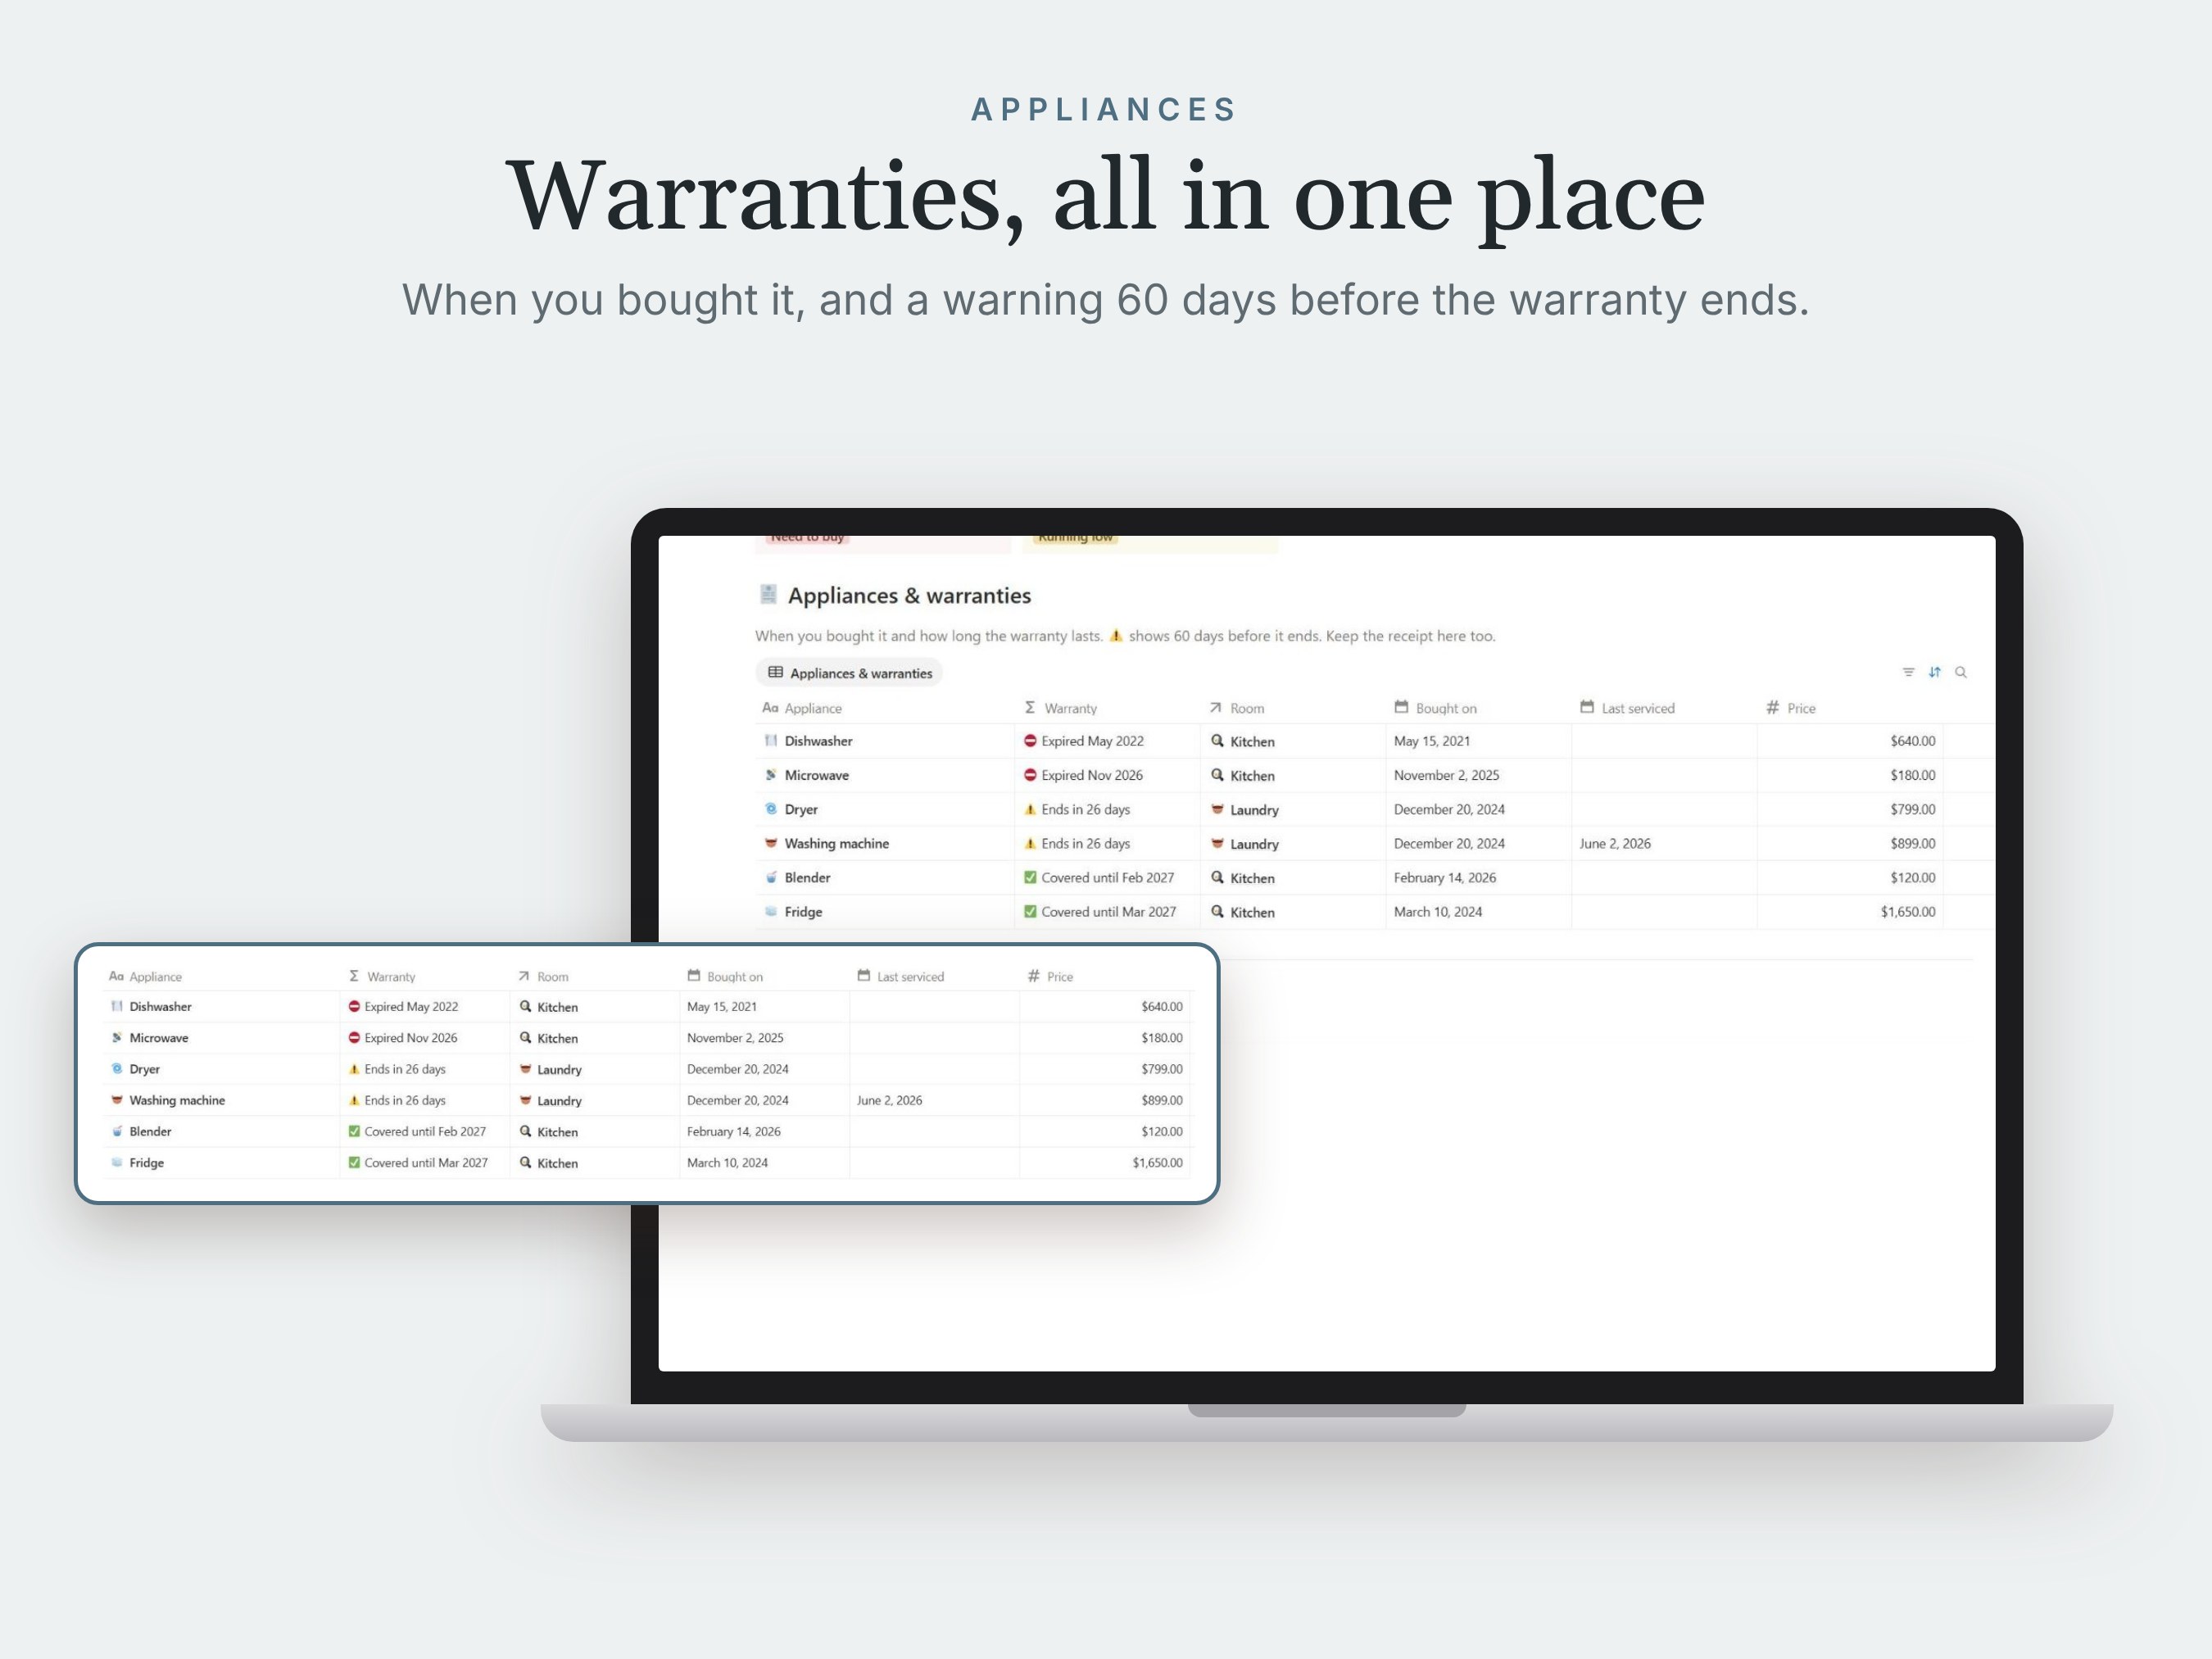 APPLIANCES
Warranties, all in one place
When you bought it, and a warning 60 days before the warranty ends.
Need to buy Running low
Appliances & warranties
When you bought it and how long the warranty lasts. ⚠️ shows 60 days before it ends. Keep the receipt here too.
Appliances & warranties
Aa Appliance Σ Warranty Room Bought on Last serviced # Price
Dishwasher Expired May 2022 Kitchen May 15, 2021 $640.00
Microwave Expired Nov 2026 Kitchen November 2, 2025 $180.00
Dryer Ends in 26 days Laundry December 20, 2024 $799.00
Washing machine Ends in 26 days Laundry December 20, 2024 June 2, 2026 $899.00
Blender Covered until Feb 2027 Kitchen February 14, 2026 $120.00
Fridge Covered until Mar 2027 Kitchen March 10, 2024 $1,650.00
Aa Appliance Σ Warranty Room Bought on Last serviced # Price
Dishwasher Expired May 2022 Kitchen May 15, 2021 $640.00
Microwave Expired Nov 2026 Kitchen November 2, 2025 $180.00
Dryer Ends in 26 days Laundry December 20, 2024 $799.00
Washing machine Ends in 26 days Laundry December 20, 2024 June 2, 2026 $899.00
Blender Covered until Feb 2027 Kitchen February 14, 2026 $120.00
Fridge Covered until Mar 2027 Kitchen March 10, 2024 $1,650.00